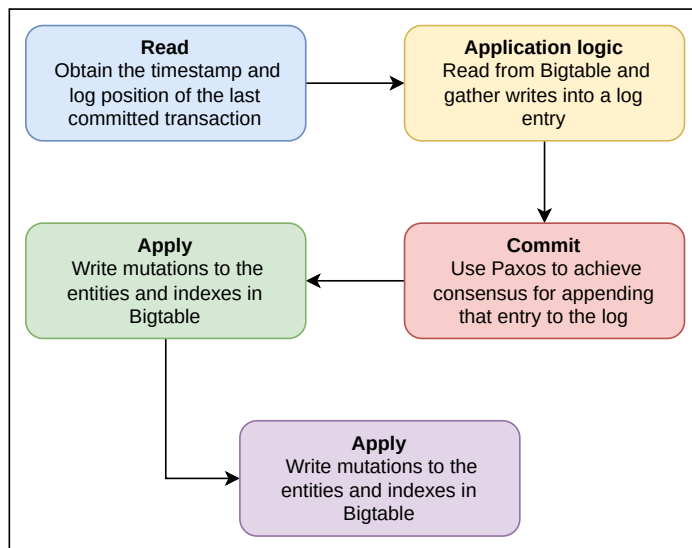 Read
Obtain the timestamp and
log position of the last
committed transaction
Application logic
Read from Bigtable and
gather writes into a log
entry
Commit
Use Paxos to achieve
consensus for appending
that entry to the log
Apply
Write mutations to the
entities and indexes in
Bigtable
Apply
Write mutations to the
entities and indexes in
Bigtable